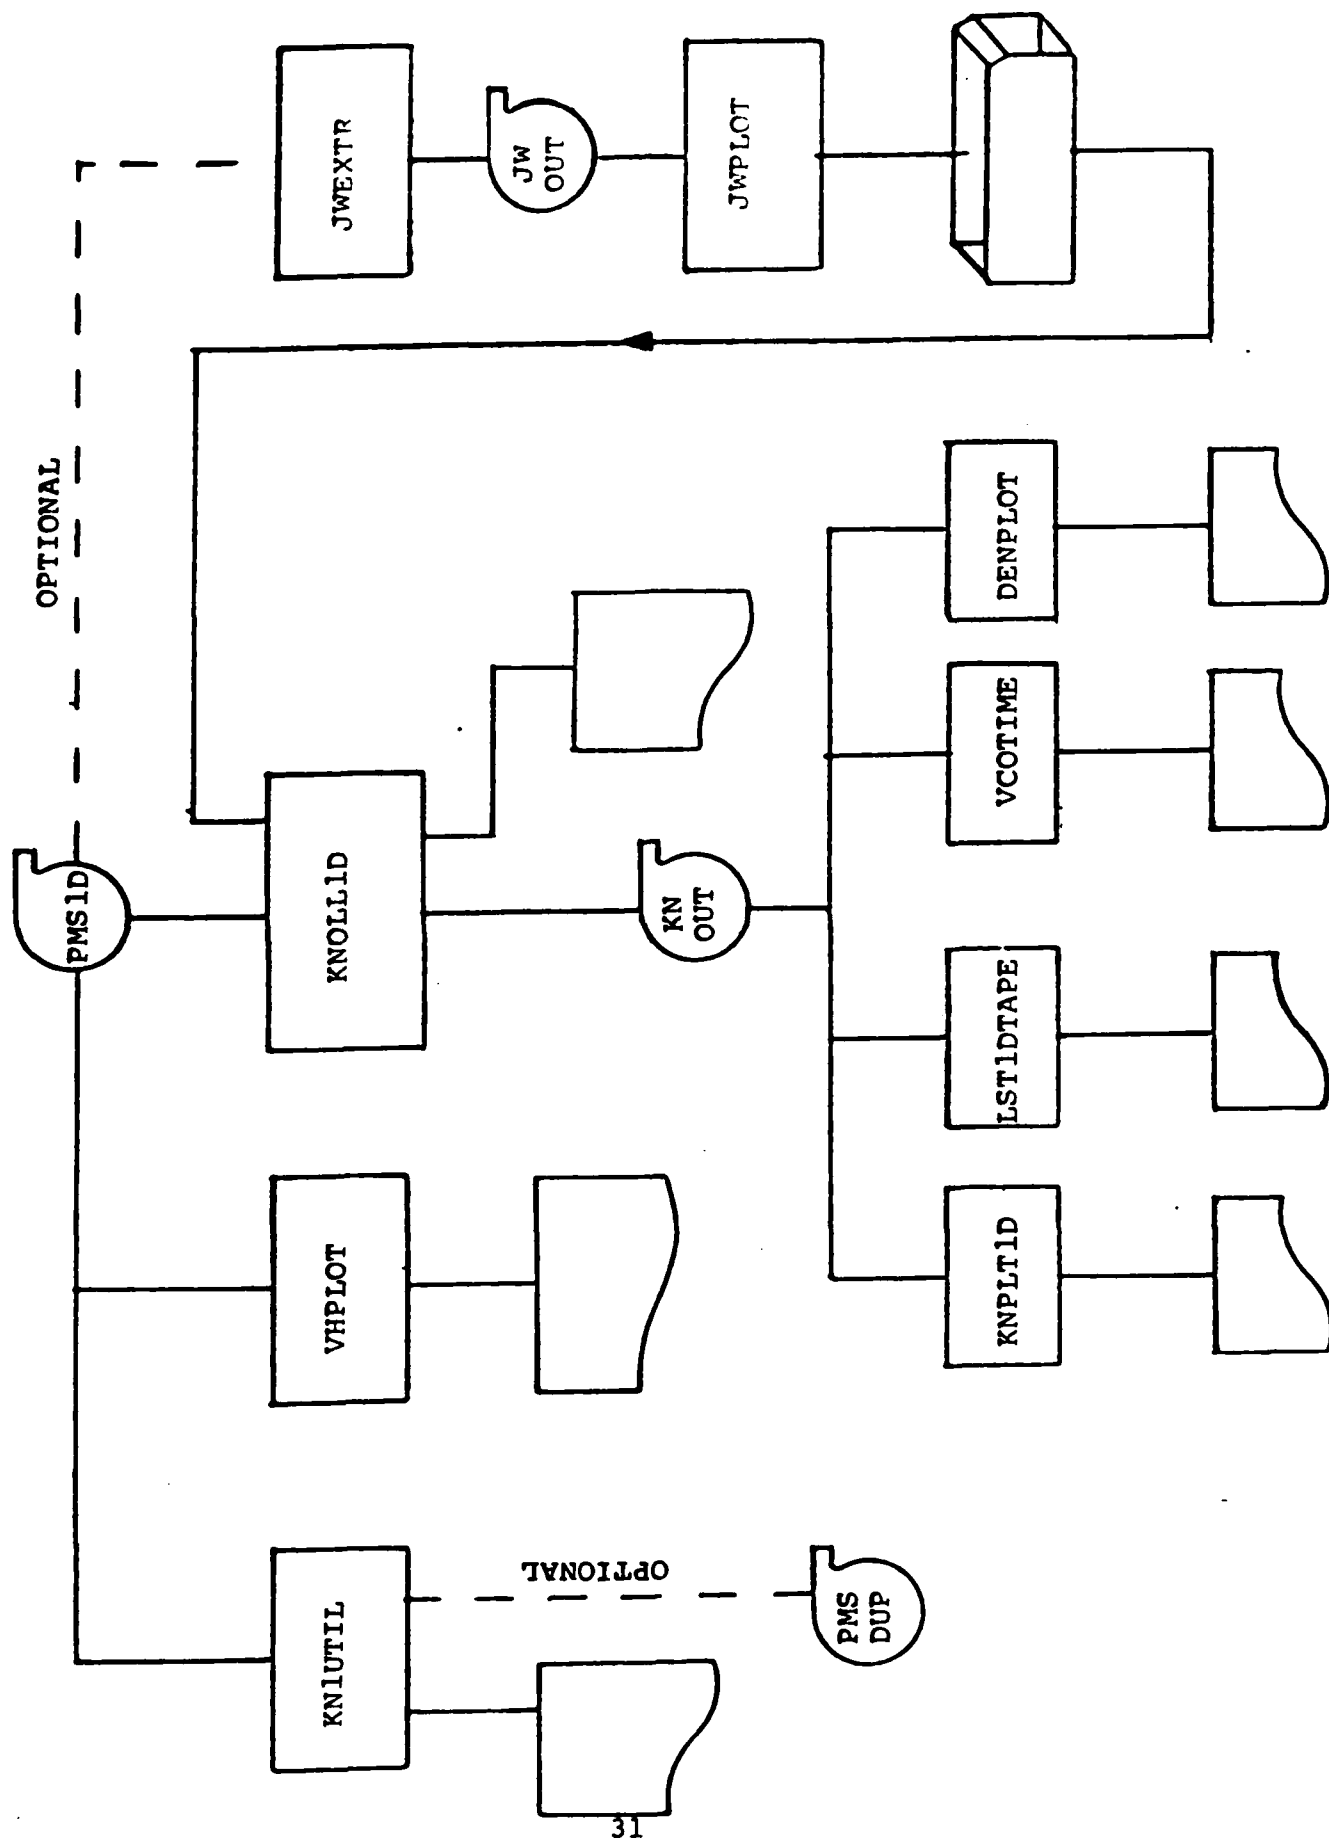 OPTIONAL
PMS1D
KN1UTIL
VHPLOT
KNOLL1D
JWEXTR
OPTIONAL
JW
OUT
PMS
DUP
KN
OUT
JWPLOT
KNPLT1D
LST1DTAPE
VCOTIME
DENPLOT
31